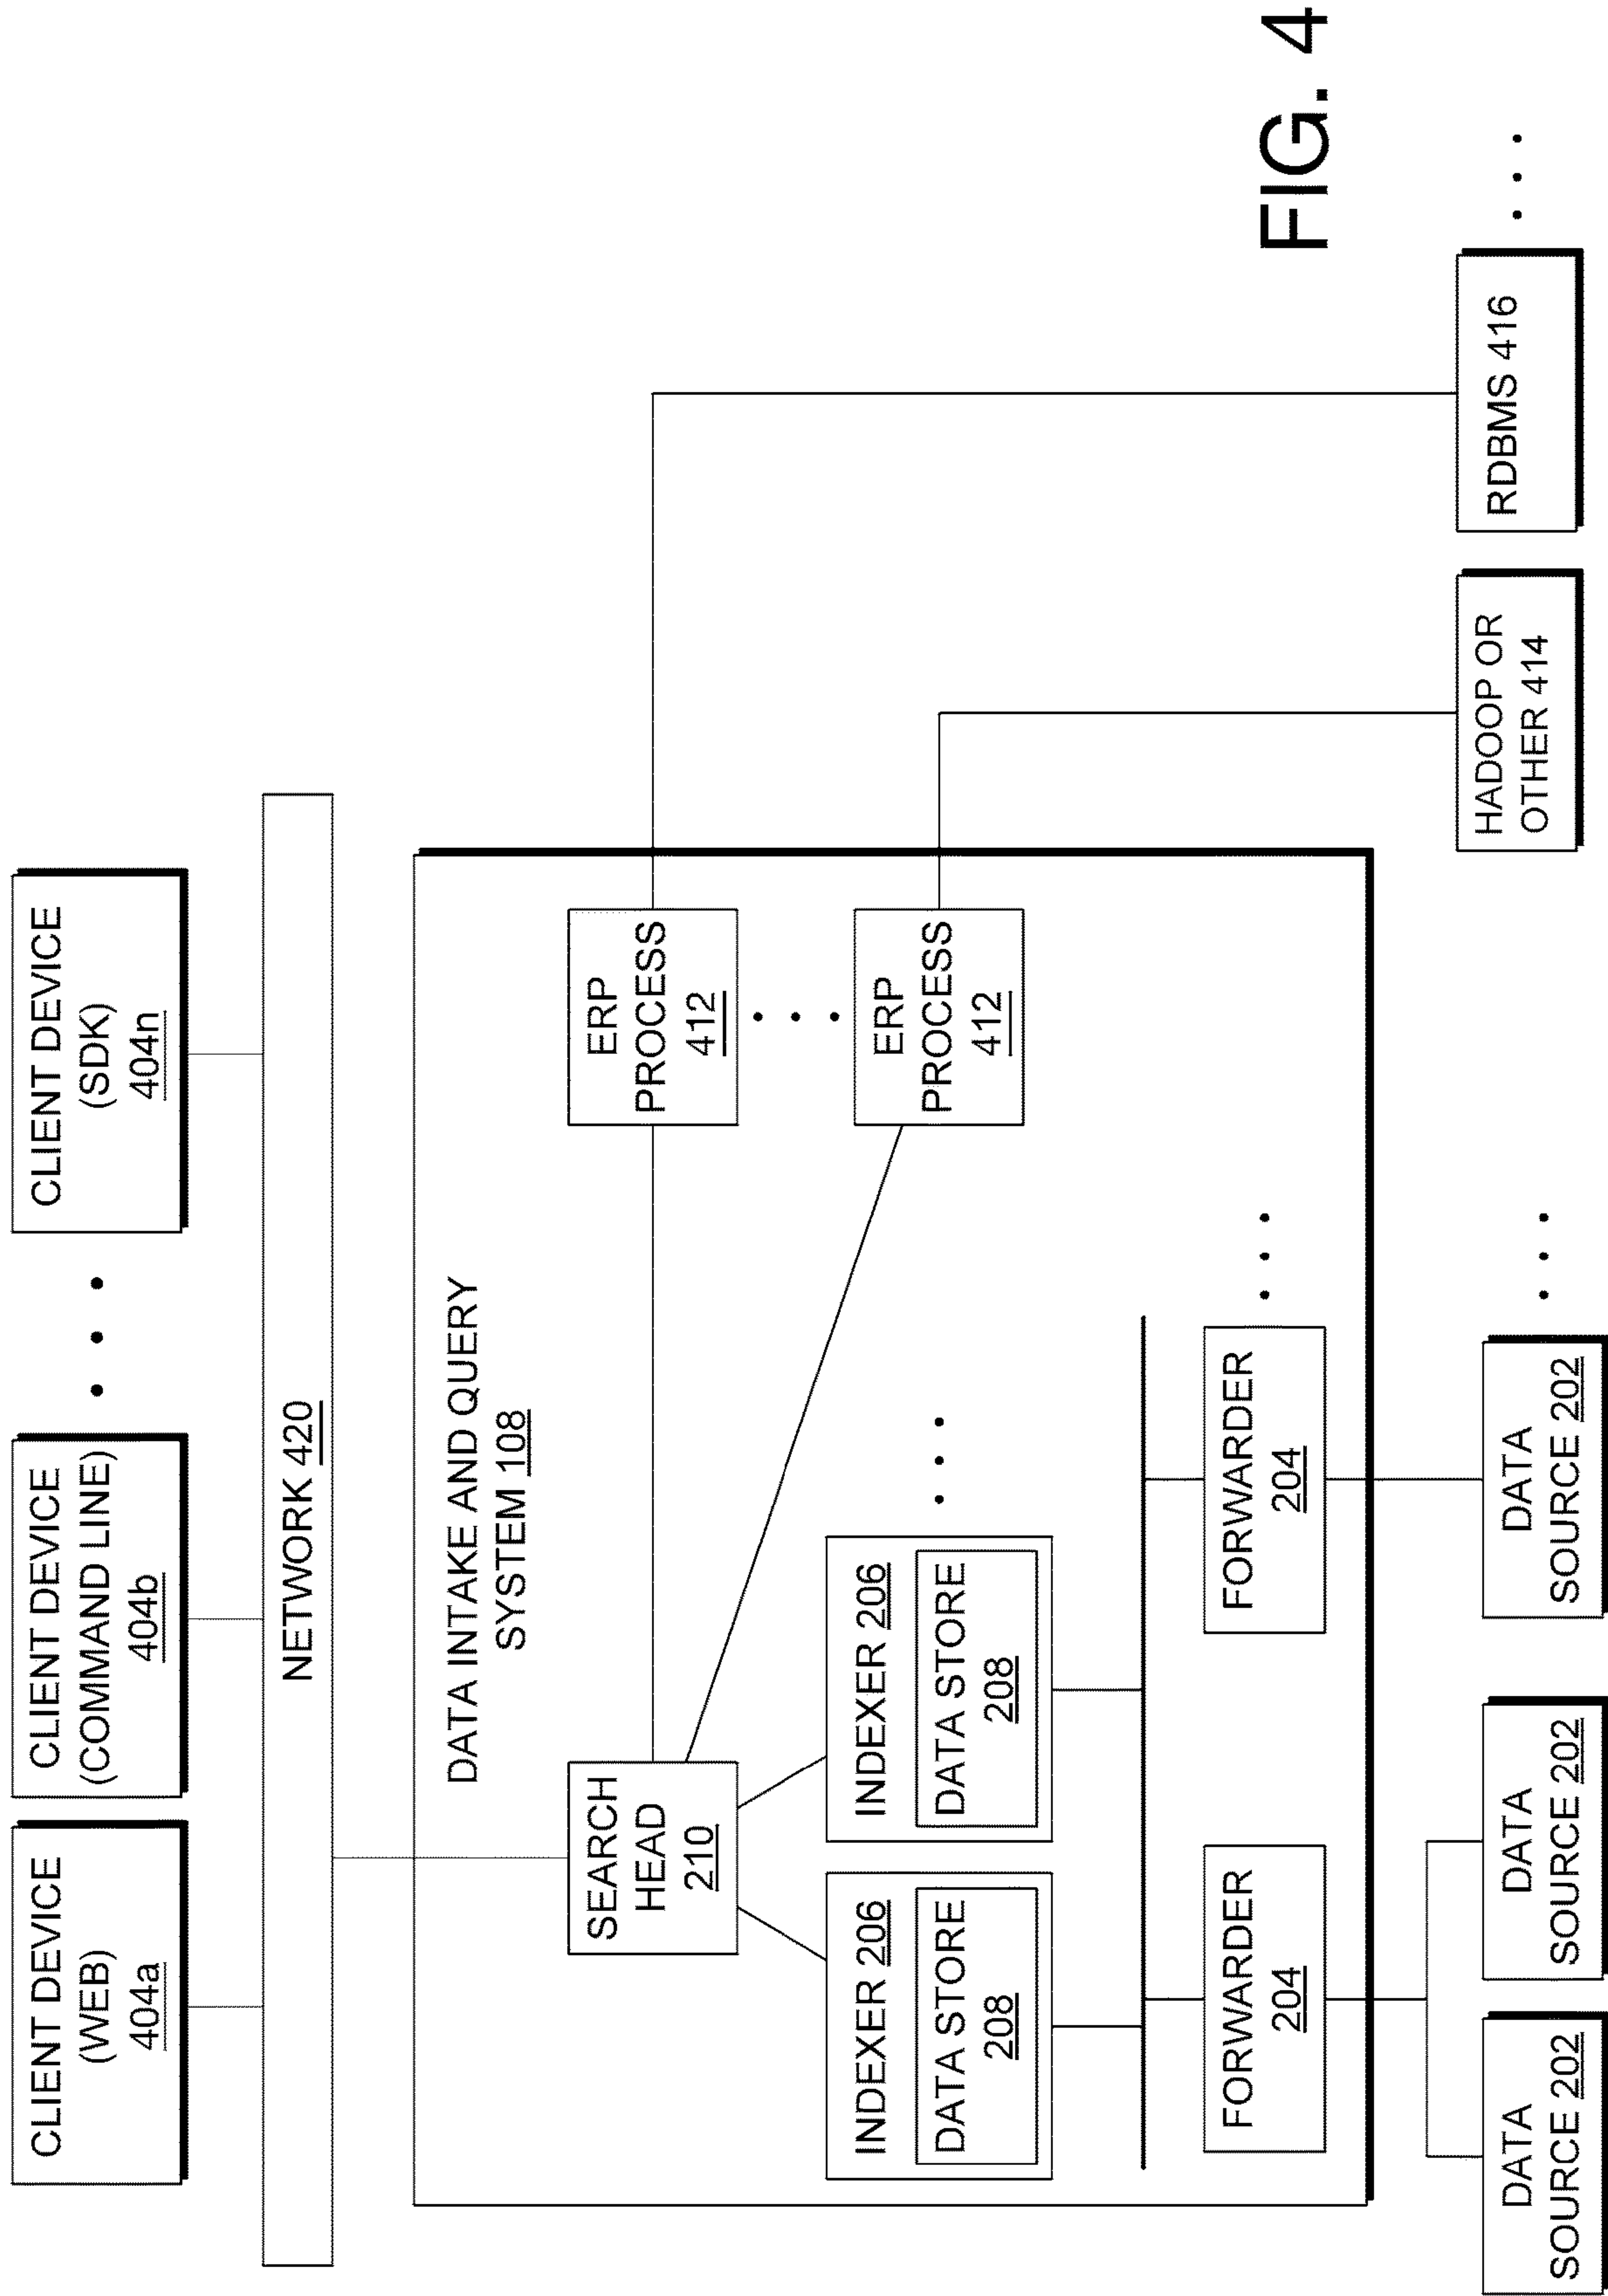 CLIENT DEVICE
(WEB)
404a
CLIENT DEVICE
(COMMAND LINE)
404b
CLIENT DEVICE
(SDK)
404n
NETWORK 420
DATA INTAKE AND QUERY
SYSTEM 108
SEARCH
HEAD
210
ERP
PROCESS
412
ERP
PROCESS
412
INDEXER 206
DATA STORE
208
INDEXER 206
DATA STORE
208
FORWARDER
204
FORWARDER
204
DATA
SOURCE 202
DATA
SOURCE 202
DATA
SOURCE 202
HADOOP OR
OTHER 414
RDBMS 416
FIG. 4